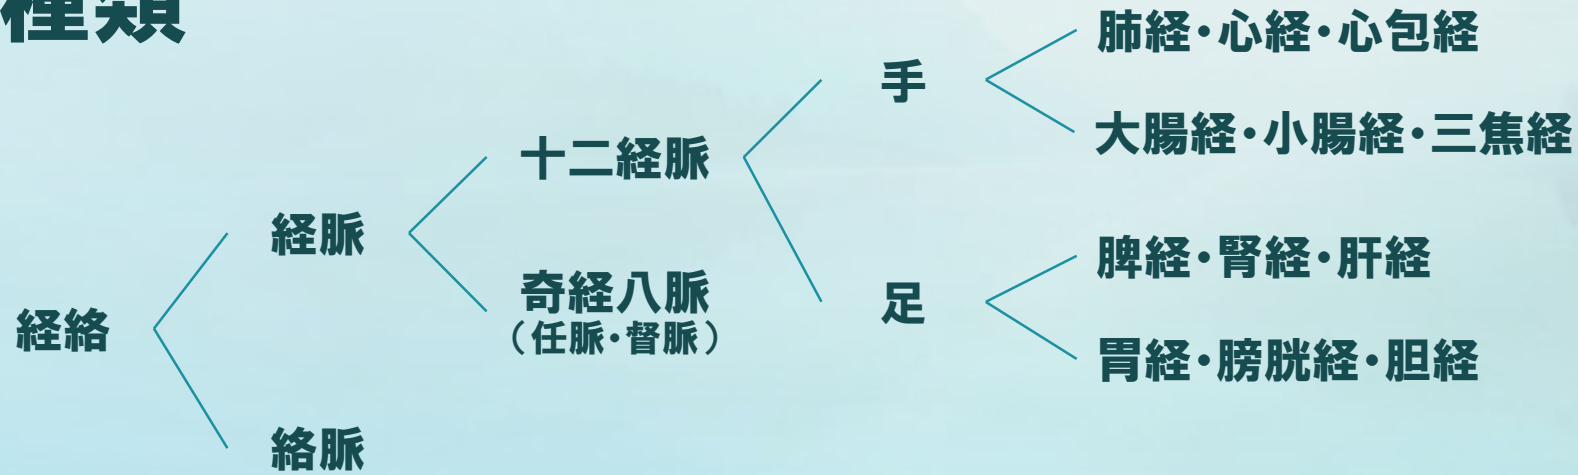 種類
肺経・心経・心包経
手
大腸経・小腸経・三焦経
十二経脈
経脈
脾経・腎経・肝経
奇経八脈
（任脈・督脈）
足
経絡
胃経・膀胱経・胆経
絡脈